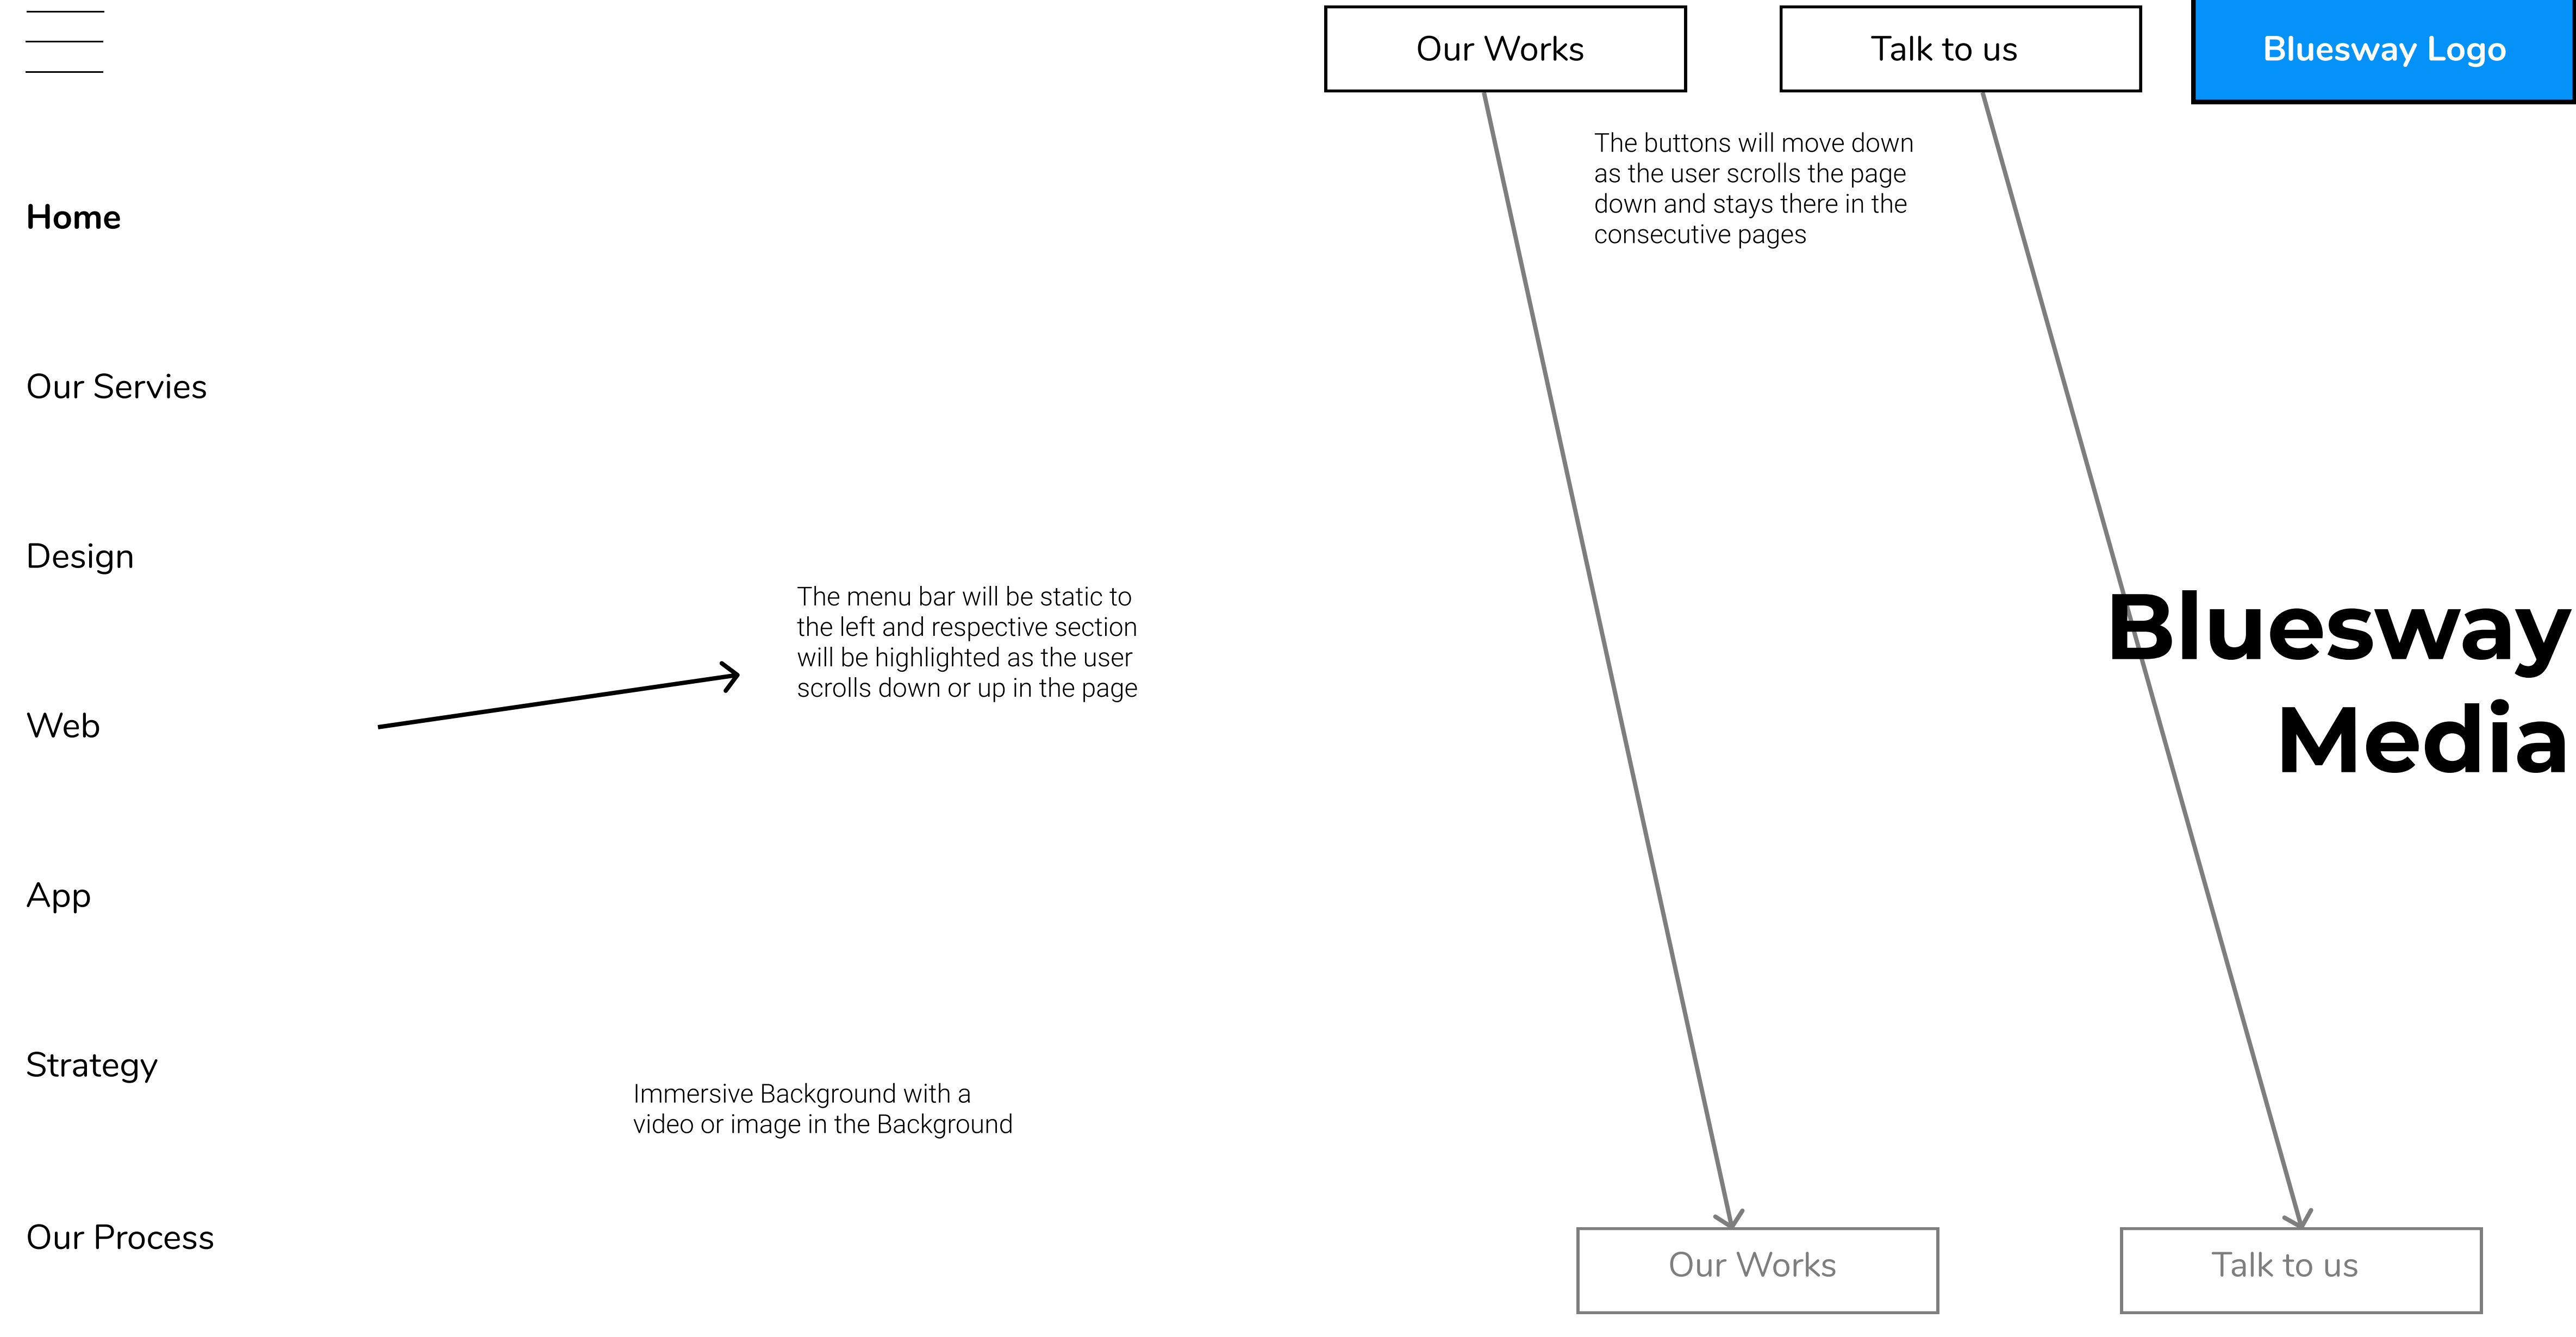 Our Works
Talk to us
Bluesway Logo
The buttons will move down
as the user scrolls the page
down and stays there in the
consecutive pages
Home
Our Servies
Design
The menu bar will be static to
the left and respective section
will be highlighted as the user
scrolls down or up in the page
Bluesway
Media
Web
App
Strategy
Immersive Background with a
video or image in the Background
Our Process
Our Works
Talk to us